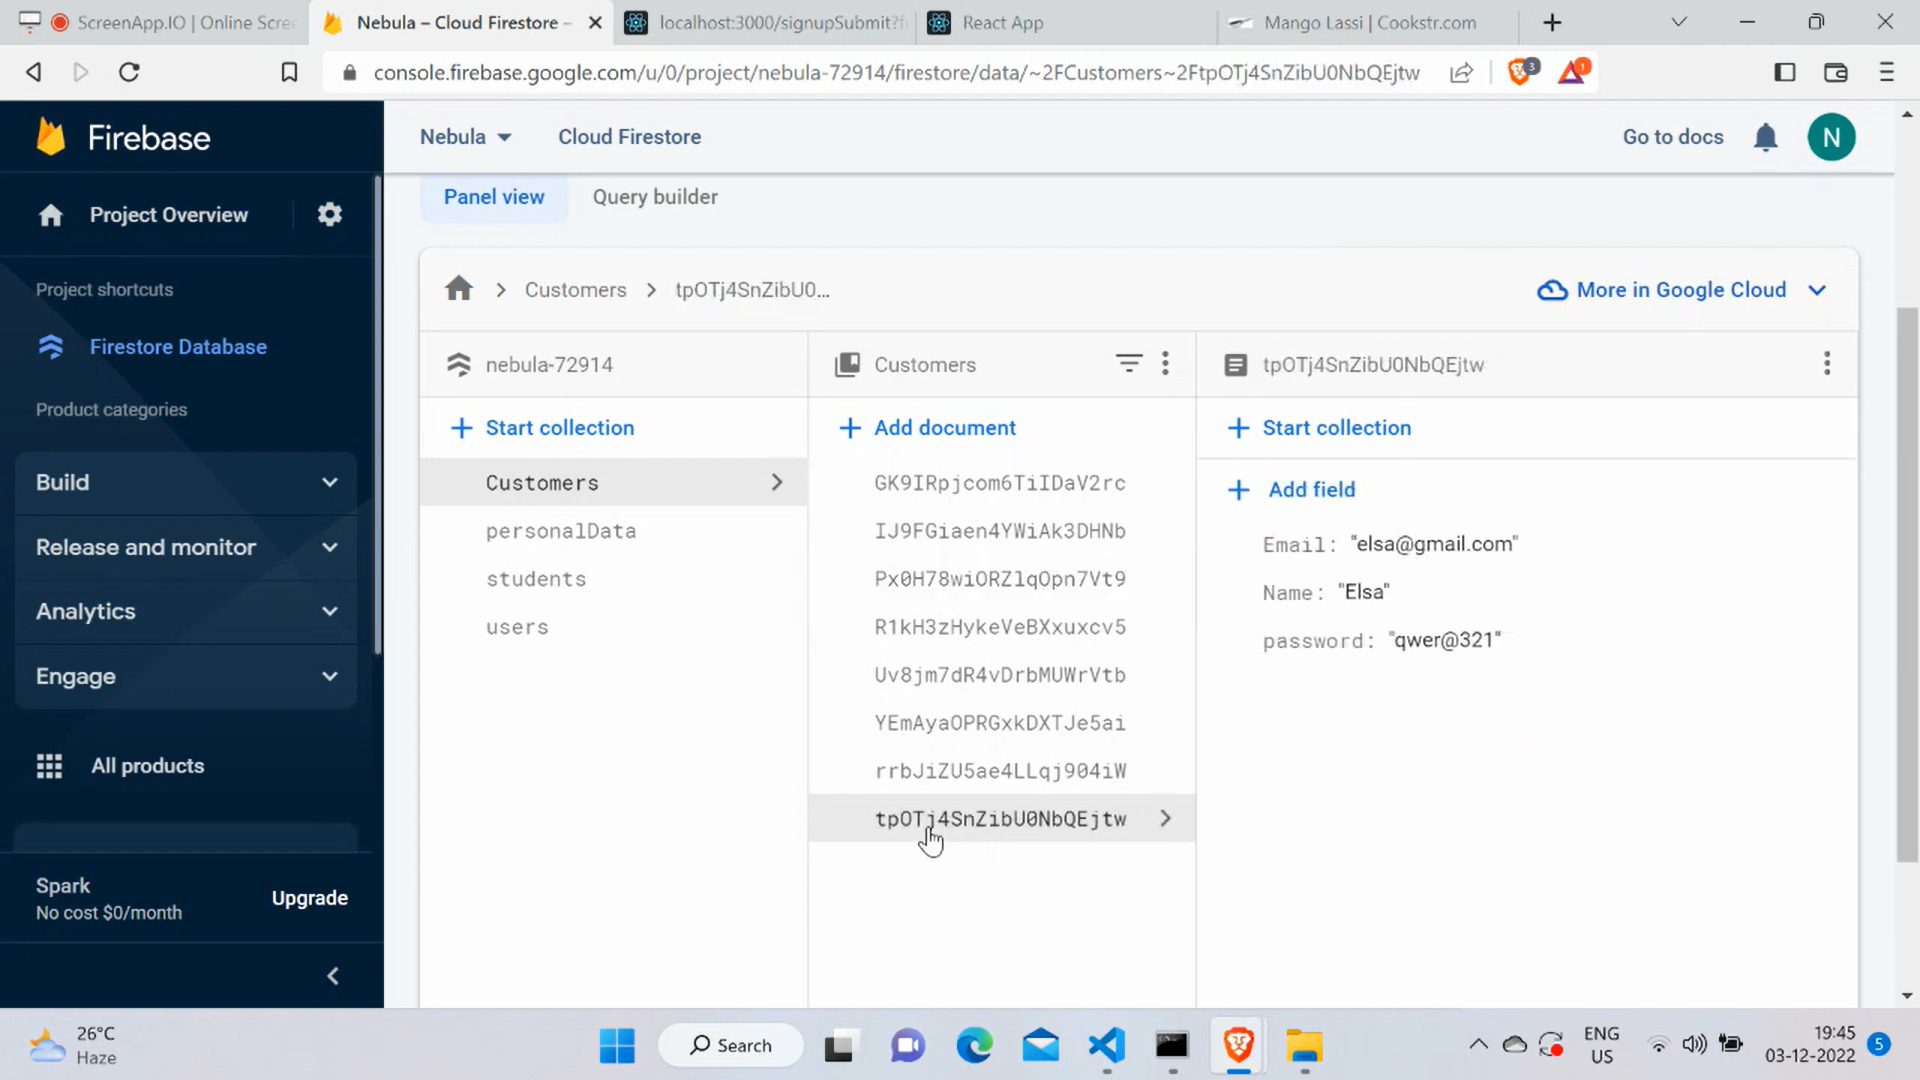 ScreenApp.IO | Online Scree
Nebula – Cloud Firestore –
localhost:3000/signupSubmit?f
React App
Mango Lassi | Cookstr.com
console.firebase.google.com/u/0/project/nebula-72914/firestore/data/~2FCustomers~2FtpOTj4SnZibU0NbQEjtw
3
1
Firebase
Nebula
Cloud Firestore
Go to docs
N
Project Overview
Panel view
Query builder
Project shortcuts
Customers
tpOTj4SnZibU0...
More in Google Cloud
Firestore Database
nebula-72914
Customers
tpOTj4SnZibU0NbQEjtw
Product categories
Start collection
Add document
Start collection
Build
Customers
GK9IRpjcom6TiIDaV2rc
Add field
personalData
IJ9FGiaen4YWiAk3DHNb
Email: "elsa@gmail.com"
Release and monitor
students
Px0H78wiORZlqOpn7Vt9
Name: "Elsa"
Analytics
users
R1kH3zHykeVeBXxuxcv5
password: "qwer@321"
Engage
Uv8jm7dR4vDrbMUWrVtb
YEmAyaOPRGxkDXTJe5ai
All products
rrbJiZU5ae4LLqj904iW
tpOTj4SnZibU0NbQEjtw
Spark
No cost $0/month
Upgrade
26°C
Haze
Search
ENG
US
19:45
03-12-2022
5